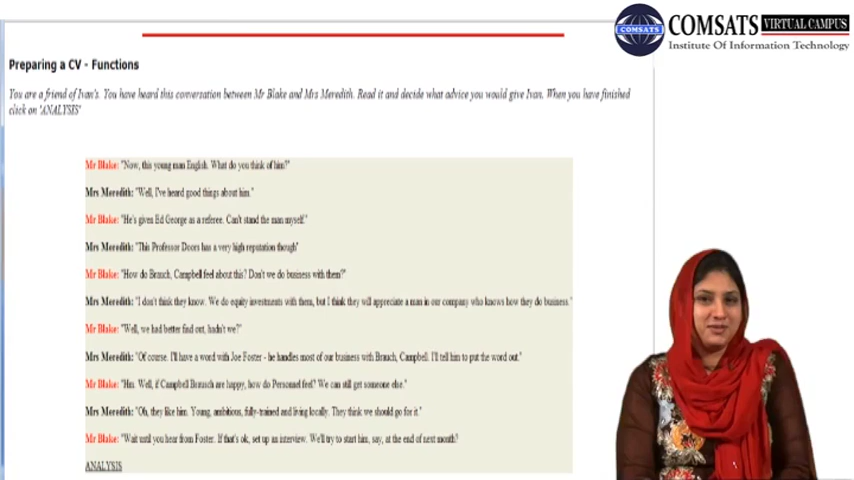 COMSATS VIRTUAL CAMPUS
COMSATS
Institute Of Information Technology
Preparing a CV - Functions
You are a friend of Ivan's. You have heard this conversation between Mr Blake and Mrs Meredith. Read it and decide what advice you would give Ivan. When you have finished
click on 'ANALYSIS'
Mr Blake: "Now, this young man English. What do you think of him?"
Mrs Meredith: "Well, I've heard good things about him."
Mr Blake: "He's given Ed George as a referee. Can't stand the man myself."
Mrs Meredith: "This Professor Doors has a very high reputation though"
Mr Blake: "How do Brauch, Campbell feel about this? Don't we do business with them?"
Mrs Meredith: "I don't think they know. We do equity investments with them, but I think they will appreciate a man in our company who knows how they do business."
Mr Blake: "Well, we had better find out, hadn't we?"
Mrs Meredith: "Of course. I'll have a word with Joe Foster - he handles most of our business with Brauch, Campbell. I'll tell him to put the word out."
Mr Blake: "Hm. Well, if Campbell Brausch are happy, how do Personnel feel? We can still get someone else."
Mrs Meredith: "Oh, they like him. Young, ambitious, fully-trained and living locally. They think we should go for it."
Mr Blake: "Wait until you hear from Foster. If that's ok, set up an interview. We'll try to start him, say, at the end of next month?
ANALYSIS